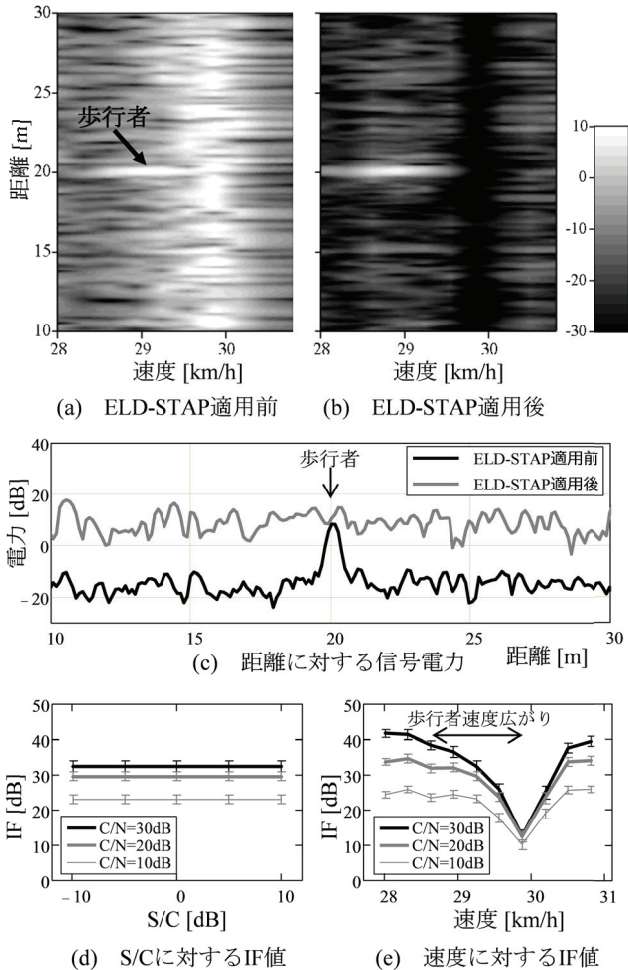 30
25
20
15
10
距離 [m]
歩行者
28
29
30
速度 [km/h]
(a) ELD-STAP適用前
28
29
30
速度 [km/h]
(b) ELD-STAP適用後
10
0
-10
-20
-30
40
20
0
-20
電力 [dB]
歩行者
ELD-STAP適用前
ELD-STAP適用後
10
15
20
25
30
距離 [m]
(c) 距離に対する信号電力
50
40
30
20
10
0
IF [dB]
C/N=30dB
C/N=20dB
C/N=10dB
-10
0
10
S/C [dB]
(d) S/Cに対するIF値
50
40
30
20
10
0
IF [dB]
歩行者速度広がり
C/N=30dB
C/N=20dB
C/N=10dB
28
29
30
31
速度 [km/h]
(e) 速度に対するIF値